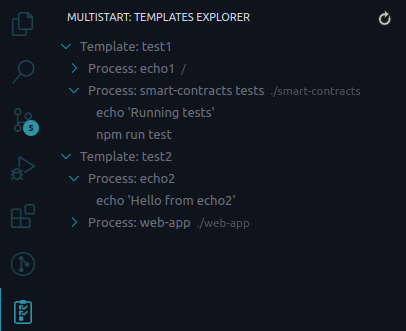 MULTISTART: TEMPLATES EXPLORER
Template: test1
Process: echo1 /
Process: smart-contracts tests ./smart-contracts
echo 'Running tests'
npm run test
Template: test2
Process: echo2
echo 'Hello from echo2'
Process: web-app ./web-app
5